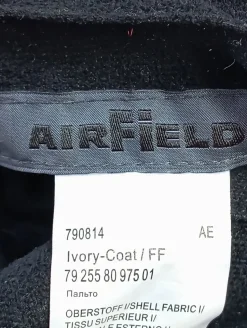 AIRFIELD
790814 AE
Ivory-Coat / FF
79 255 80 975 01
Пальто
OBERSTOFF I/SHELL FABRIC I/
TISSU SUPERIEUR I/